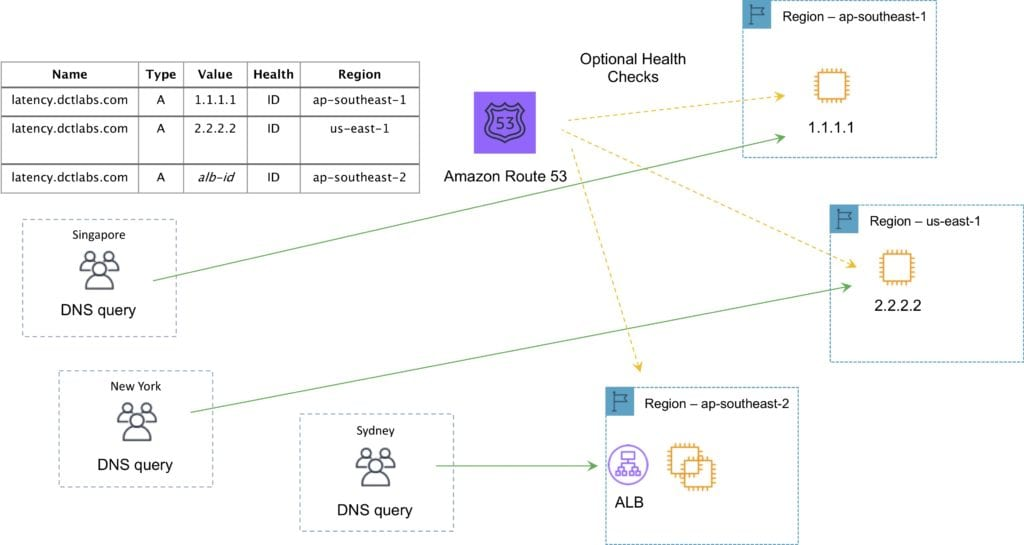 Region – ap-southeast-1
Optional Health
Checks
Name Type Value Health Region
latency.dctlabs.com A 1.1.1.1 ID ap-southeast-1
latency.dctlabs.com A 2.2.2.2 ID us-east-1
latency.dctlabs.com A alb-id ID ap-southeast-2
53
Amazon Route 53
1.1.1.1
Region – us-east-1
2.2.2.2
Singapore
DNS query
New York
DNS query
Sydney
DNS query
Region – ap-southeast-2
ALB